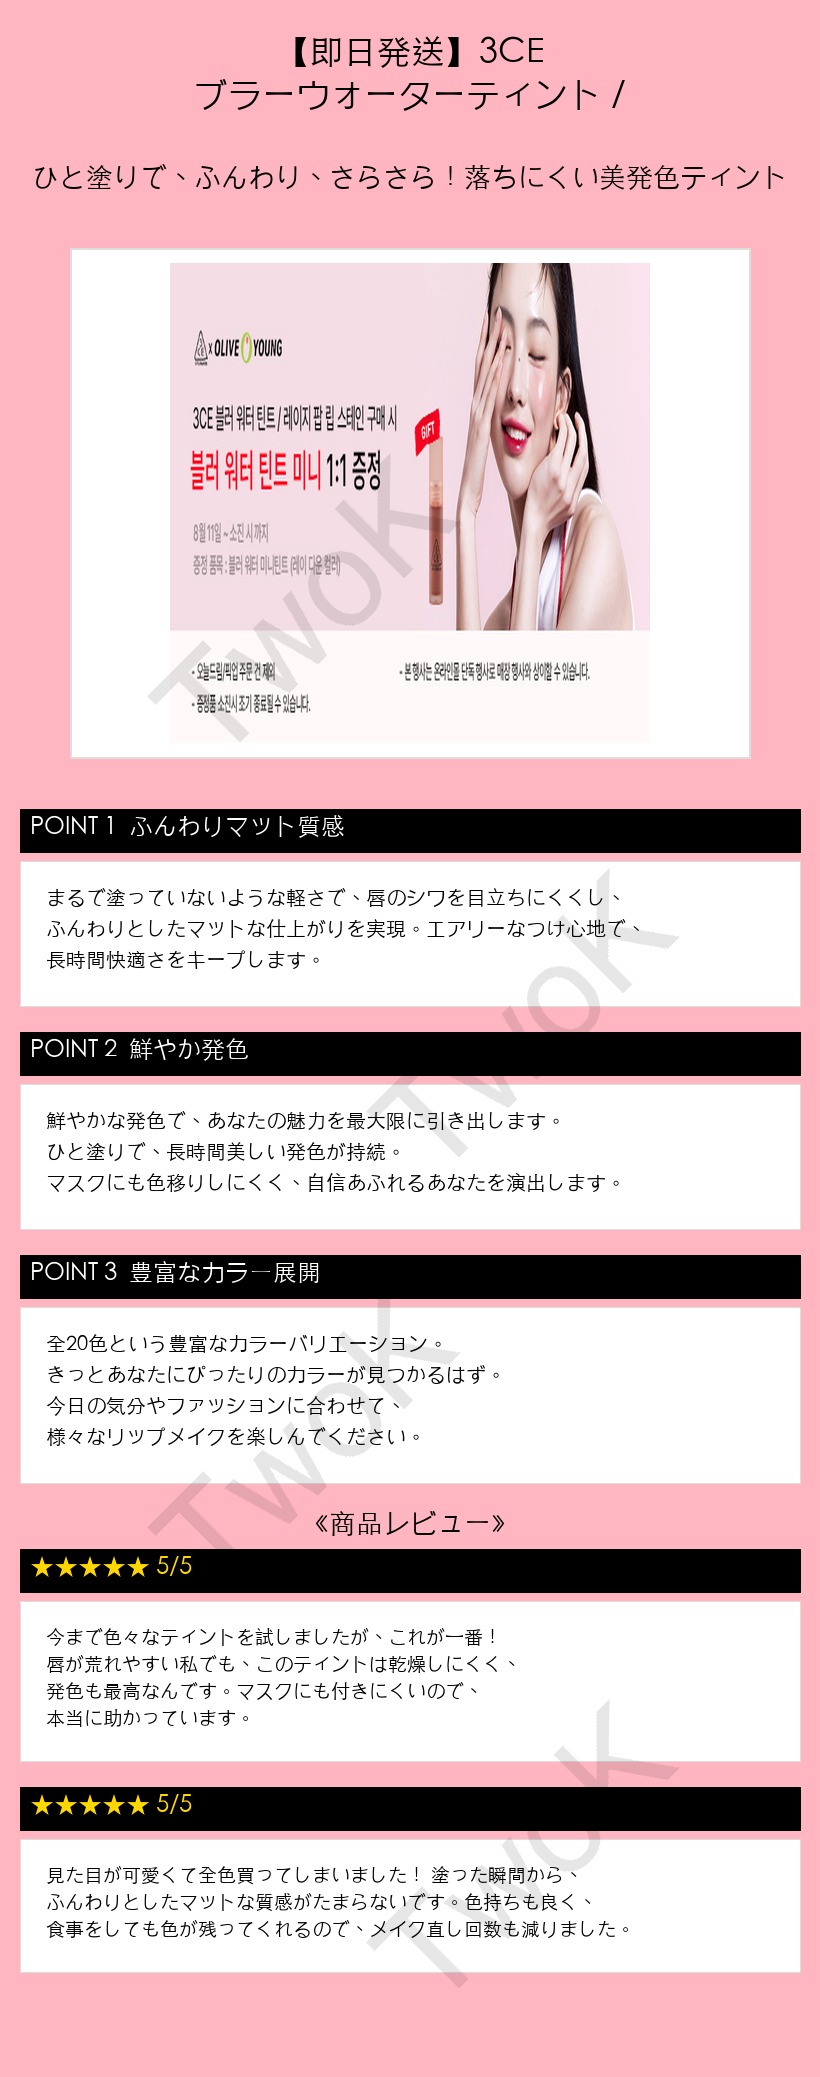 【即日発送】3CE
ブラーウォーターティント /
ひと塗りで、ふんわり、さらさら！落ちにくい美発色ティント
3CE x OLIVE YOUNG
3CE 블러 워터 틴트 / 레이지 팝 립 스테인 구매 시
블러 워터 틴트 미니 1:1 증정
GIFT
8월 11일 ~ 소진 시 까지
증정 품목 : 블러 워터 미니틴트 (레이 다운 컬러)
- 오늘드림/픽업 주문 건 제외
- 본 행사는 온라인몰 단독 행사로 매장 행사와 상이할 수 있습니다.
- 증정품 소진시 조기 종료될 수 있습니다.
POINT 1 ふんわりマット質感
まるで塗っていないような軽さで、唇のシワを目立ちにくくし、
ふんわりとしたマットな仕上がりを実現。エアリーなつけ心地で、
長時間快適さをキープします。
POINT 2 鮮やか発色
鮮やかな発色で、あなたの魅力を最大限に引き出します。
ひと塗りで、長時間美しい発色が持続。
マスクにも色移りしにくく、自信あふれるあなたを演出します。
POINT 3 豊富なカラー展開
全20色という豊富なカラーバリエーション。
きっとあなたにぴったりのカラーが見つかるはず。
今日の気分やファッションに合わせて、
様々なリップメイクを楽しんでください。
《商品レビュー》
★★★★★ 5/5
今まで色々なティントを試しましたが、これが一番！
唇が荒れやすい私でも、このティントは乾燥しにくく、
発色も最高なんです。マスクにも付きにくいので、
本当に助かっています。
★★★★★ 5/5
見た目が可愛くて全色買ってしまいました！ 塗った瞬間から、
ふんわりとしたマットな質感がたまらないです。色持ちも良く、
食事をしても色が残ってくれるので、メイク直し回数も減りました。
TwoK
TwoK
TwoK
TwoK